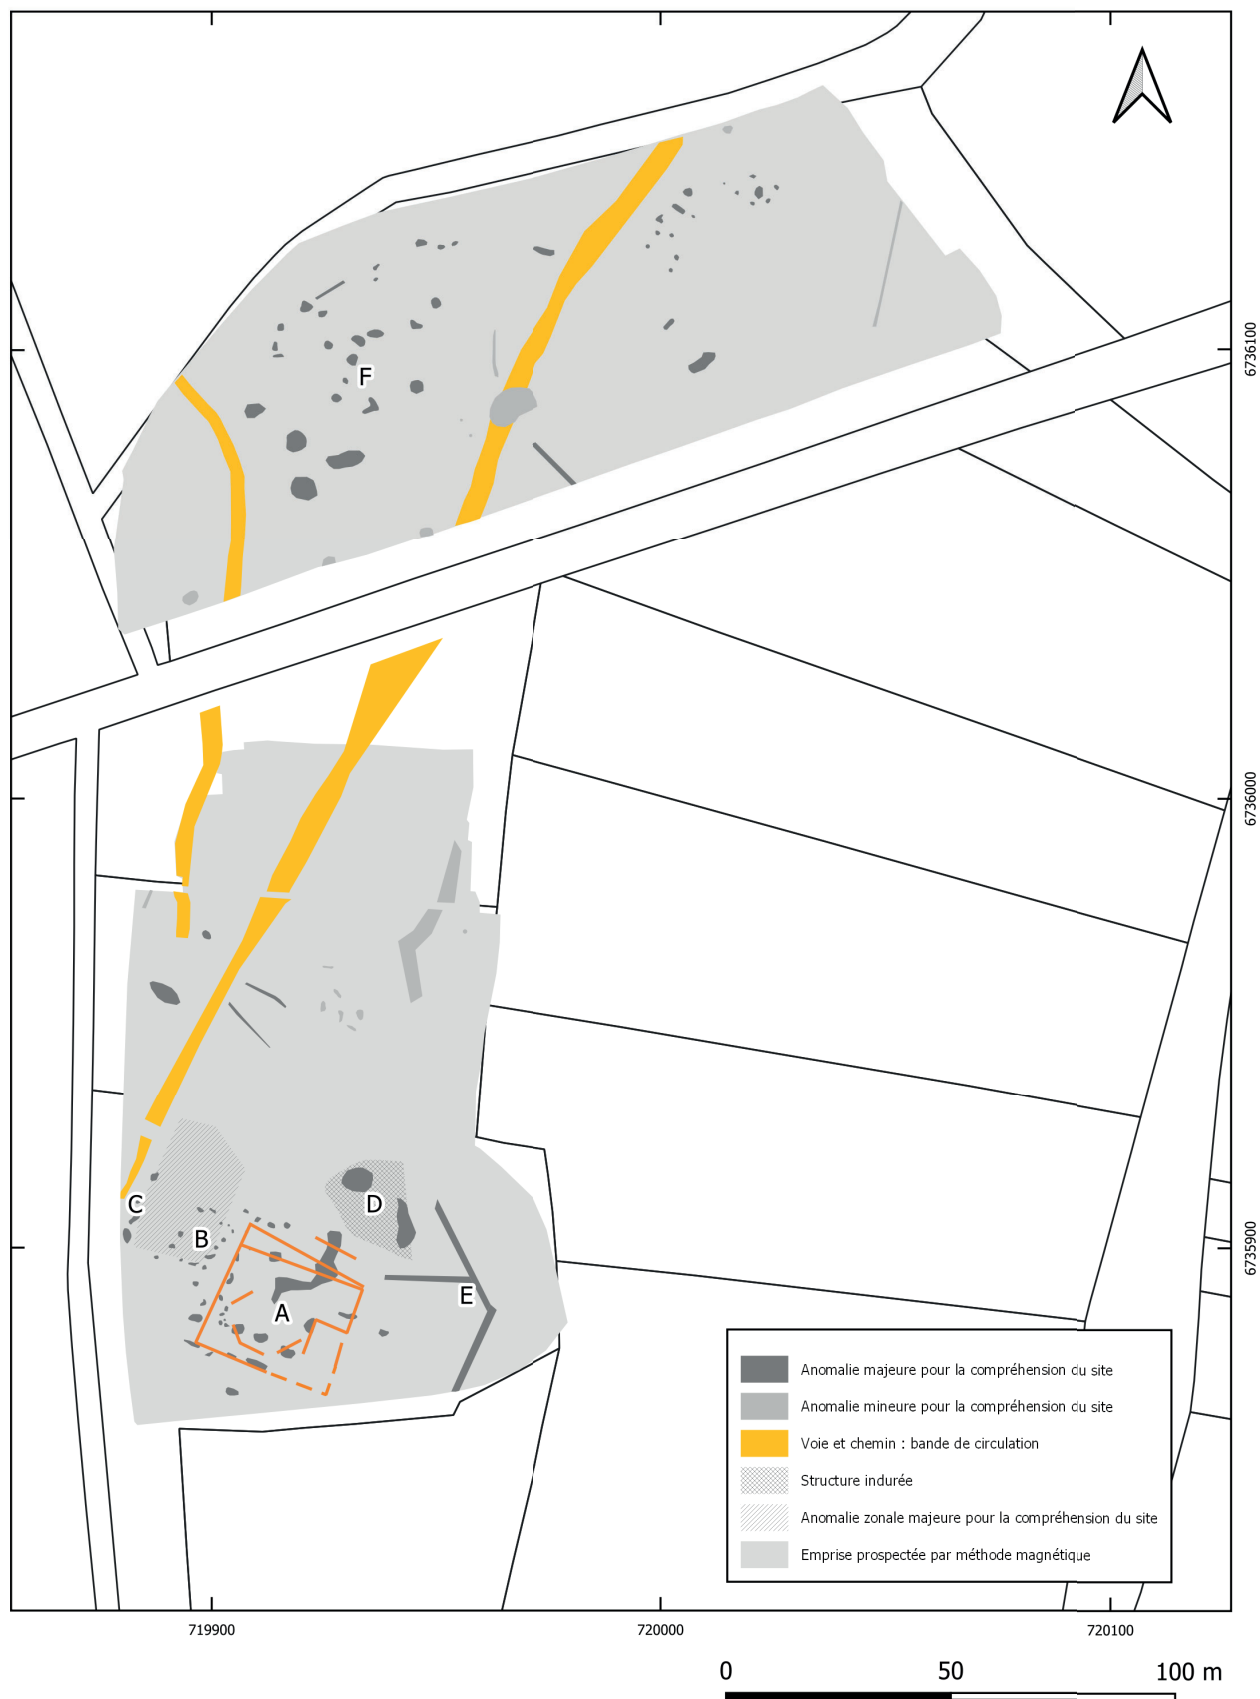 F
6736100
6736000
C
B
D
6735900
E
A
Anomalie majeure pour la compréhension du site
Anomalie mineure pour la compréhension du site
Voie et chemin : bande de circulation
Structure indurée
Anomalie zonale majeure pour la compréhension du site
Emprise prospectée par méthode magnétique
719900
720000
720100
0
50
100 m